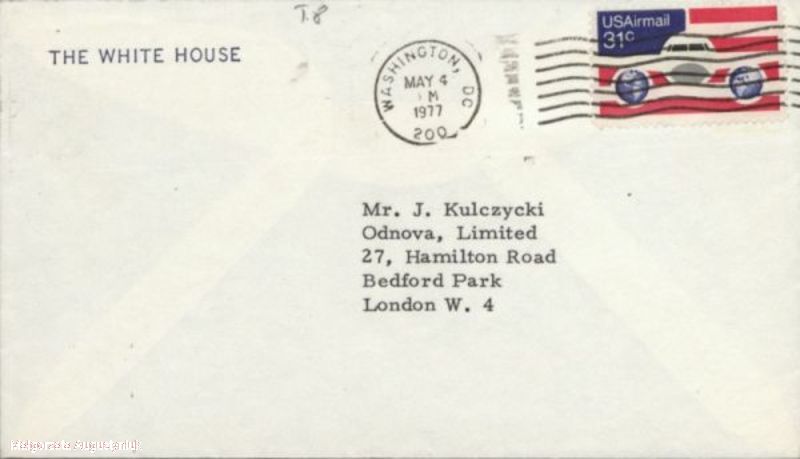 T.8
THE WHITE HOUSE
WASHINGTON, DC
MAY 4
M
1977
200
USAirmail
31c
Mr. J. Kulczycki
Odnova, Limited
27, Hamilton Road
Bedford Park
London W. 4